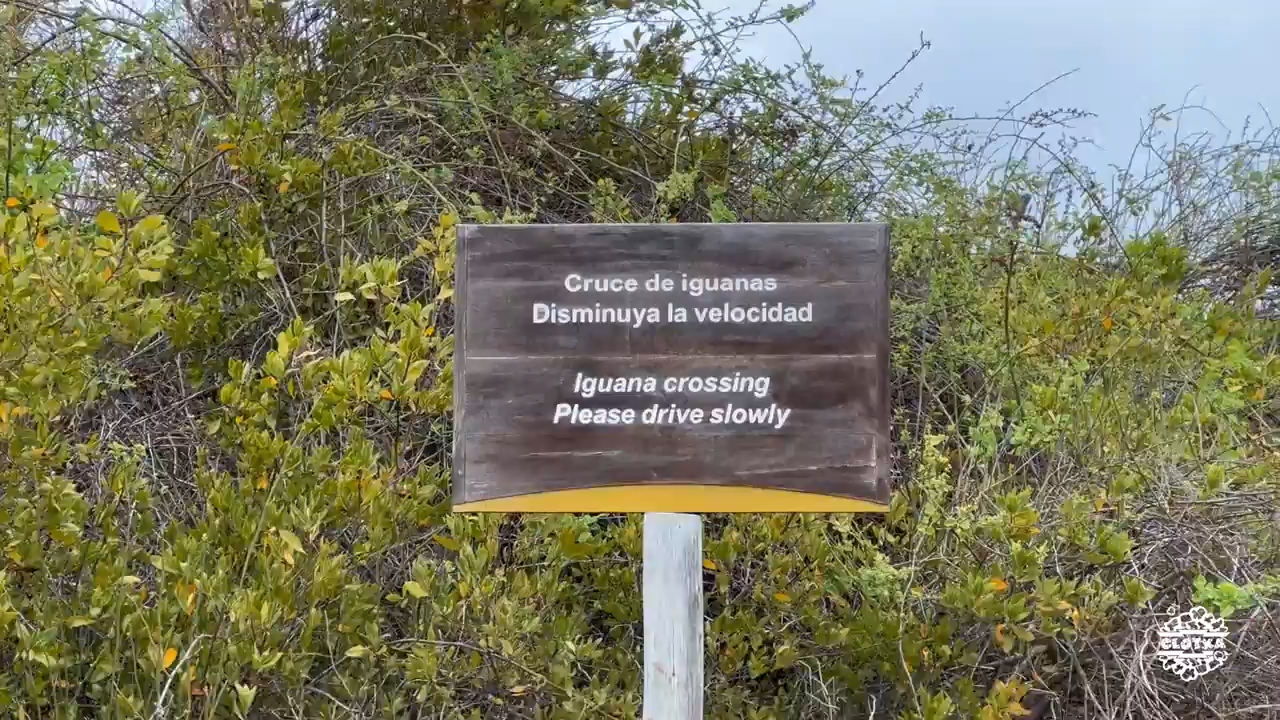 Cruce de iguanas
Disminuya la velocidad
Iguana crossing
Please drive slowly